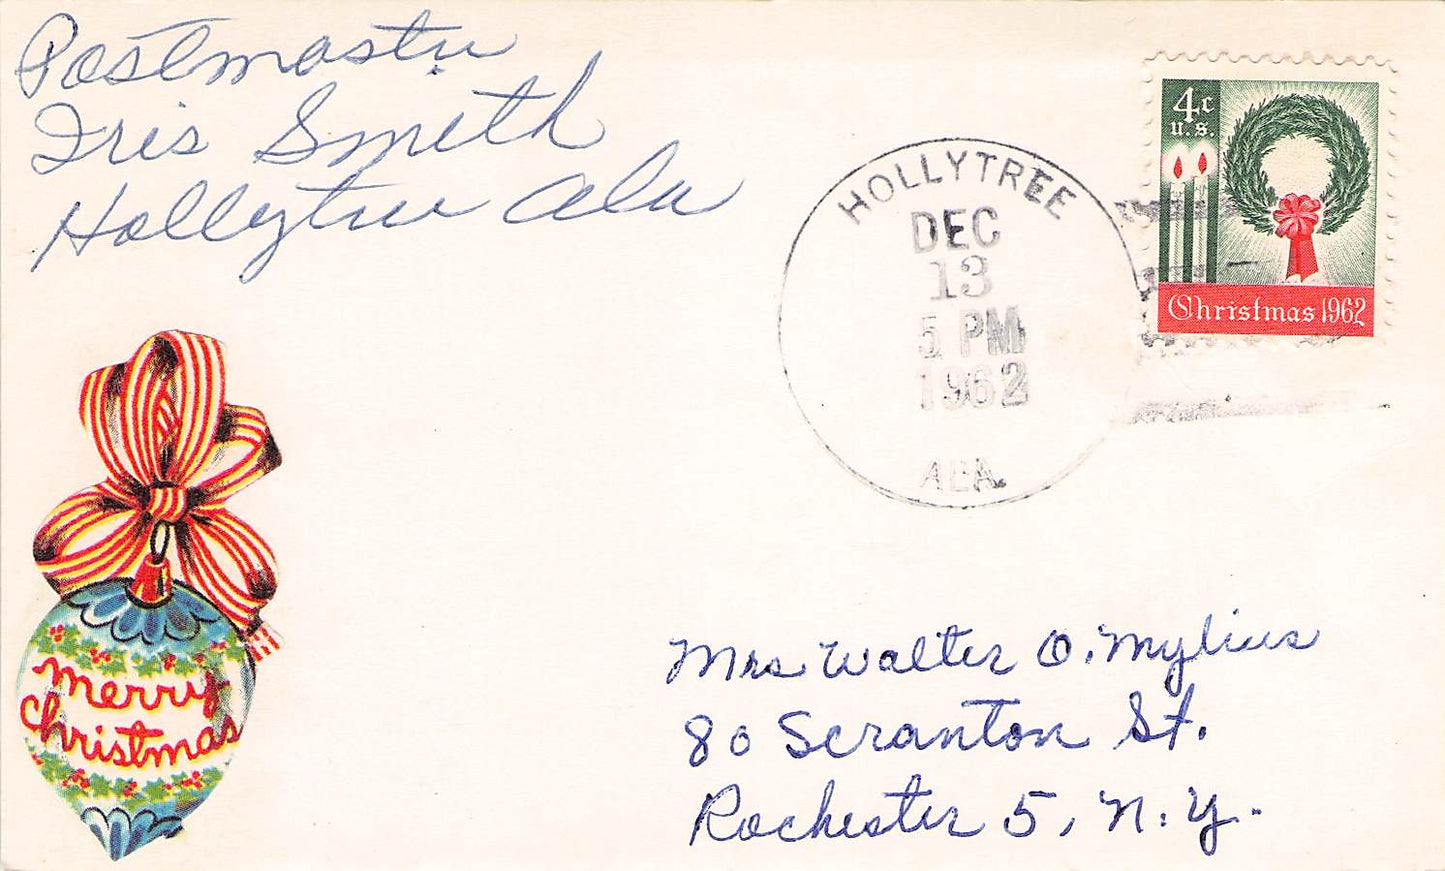 Postmaster
Iris Smith
Hollytree Ala
HOLLYTREE
DEC
13
5 PM
1962
ALA.
4c
U.S.
Christmas 1962
Merry
Christmas
Mrs Walter O. Mylius
80 Scranton St.
Rochester 5, N.Y.